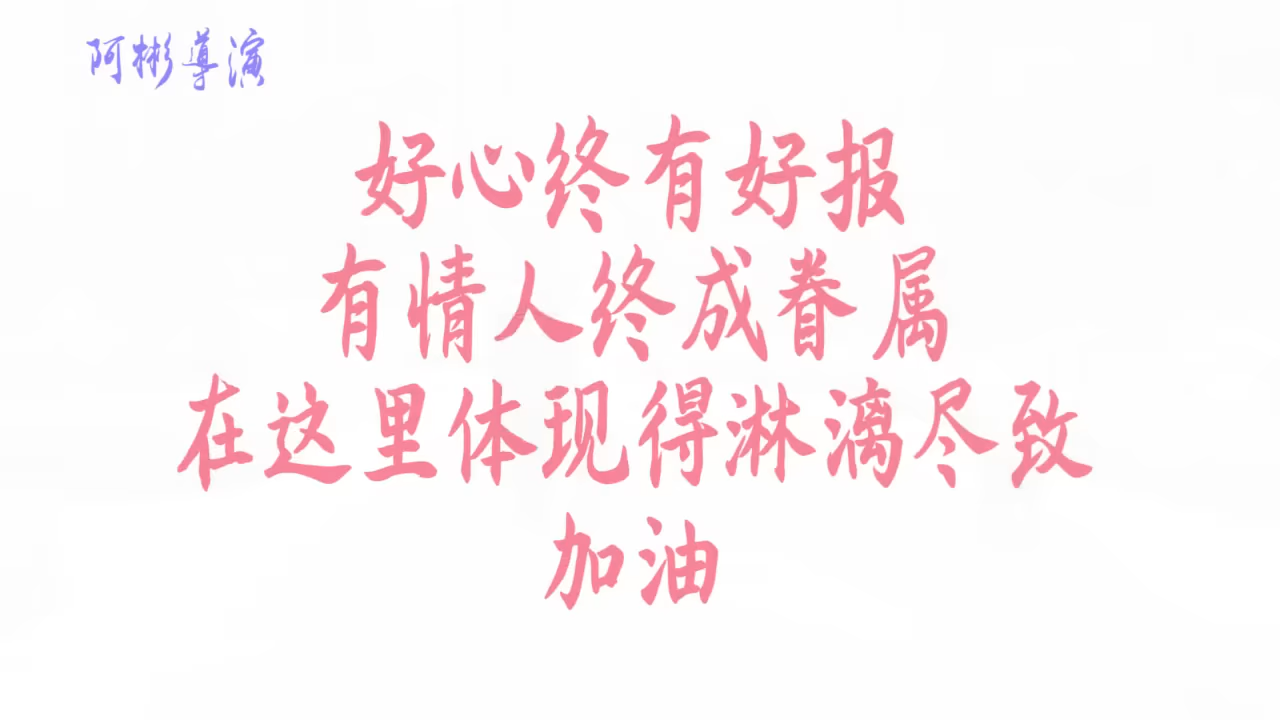 阿彬導演
好心终有好报
有情人终成眷属
在这里体现得淋漓尽致
加油